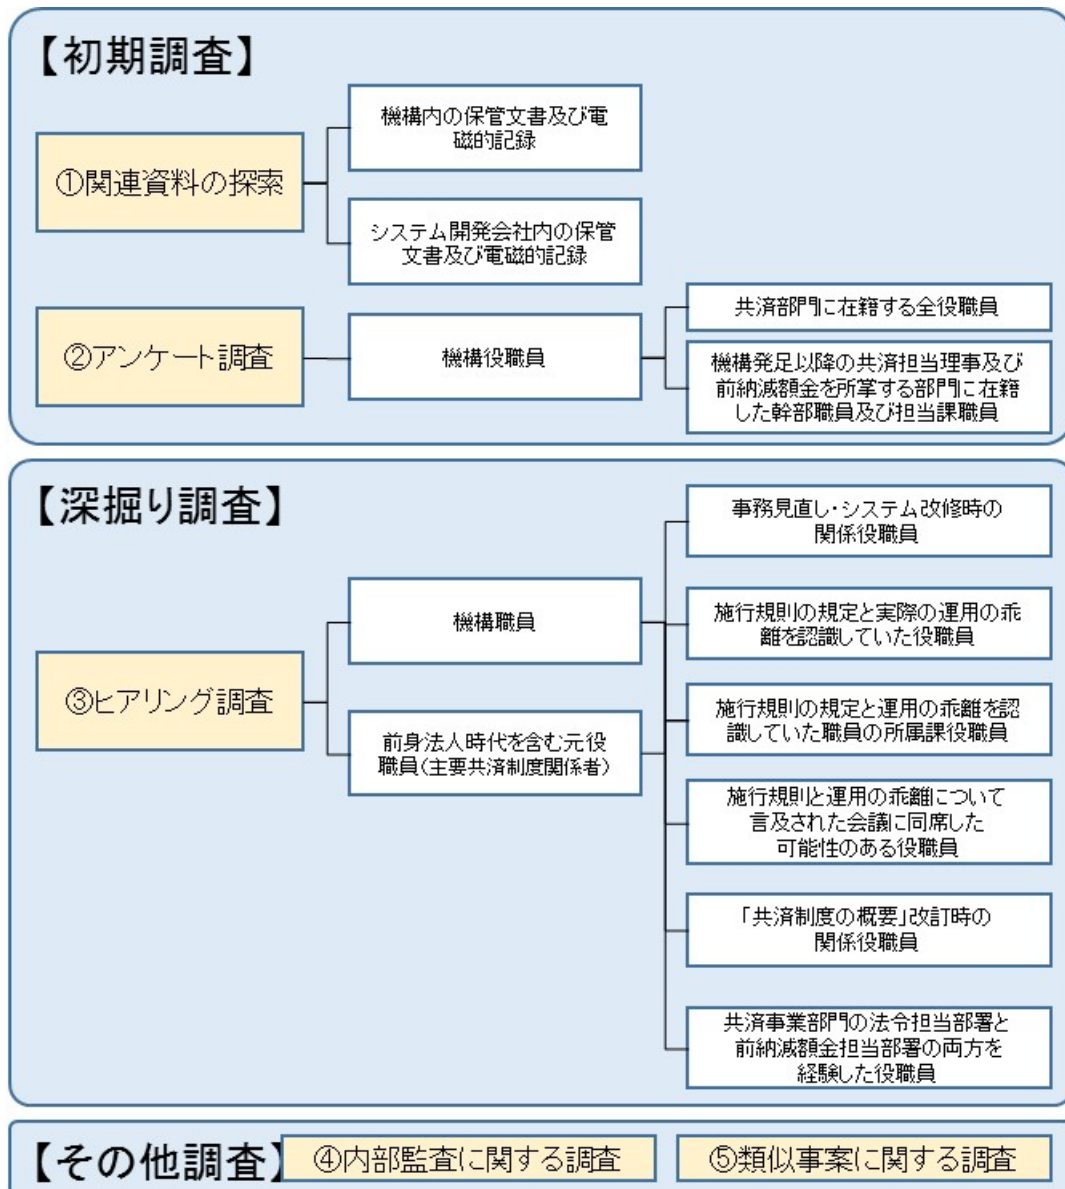 【初期調査】
①関連資料の探索
機構内の保管文書及び電
磁的記録
システム開発会社内の保管
文書及び電磁的記録
②アンケート調査
機構役職員
共済部門に在籍する全役職員
機構発足以降の共済担当理事及び
前納減額金を所掌する部門に在籍
した幹部職員及び担当課職員
【深掘り調査】
③ヒアリング調査
機構職員
前身法人時代を含む元役
職員(主要共済制度関係者)
事務見直し・システム改修時の
関係役職員
施行規則の規定と実際の運用の乖
離を認識していた役職員
施行規則の規定と運用の乖離を認
識していた職員の所属課役職員
施行規則と運用の乖離について
言及された会議に同席した
可能性のある役職員
「共済制度の概要」改訂時の
関係役職員
共済事業部門の法令担当部署と
前納減額金担当部署の両方を
経験した役職員
【その他調査】
④内部監査に関する調査
⑤類似事案に関する調査